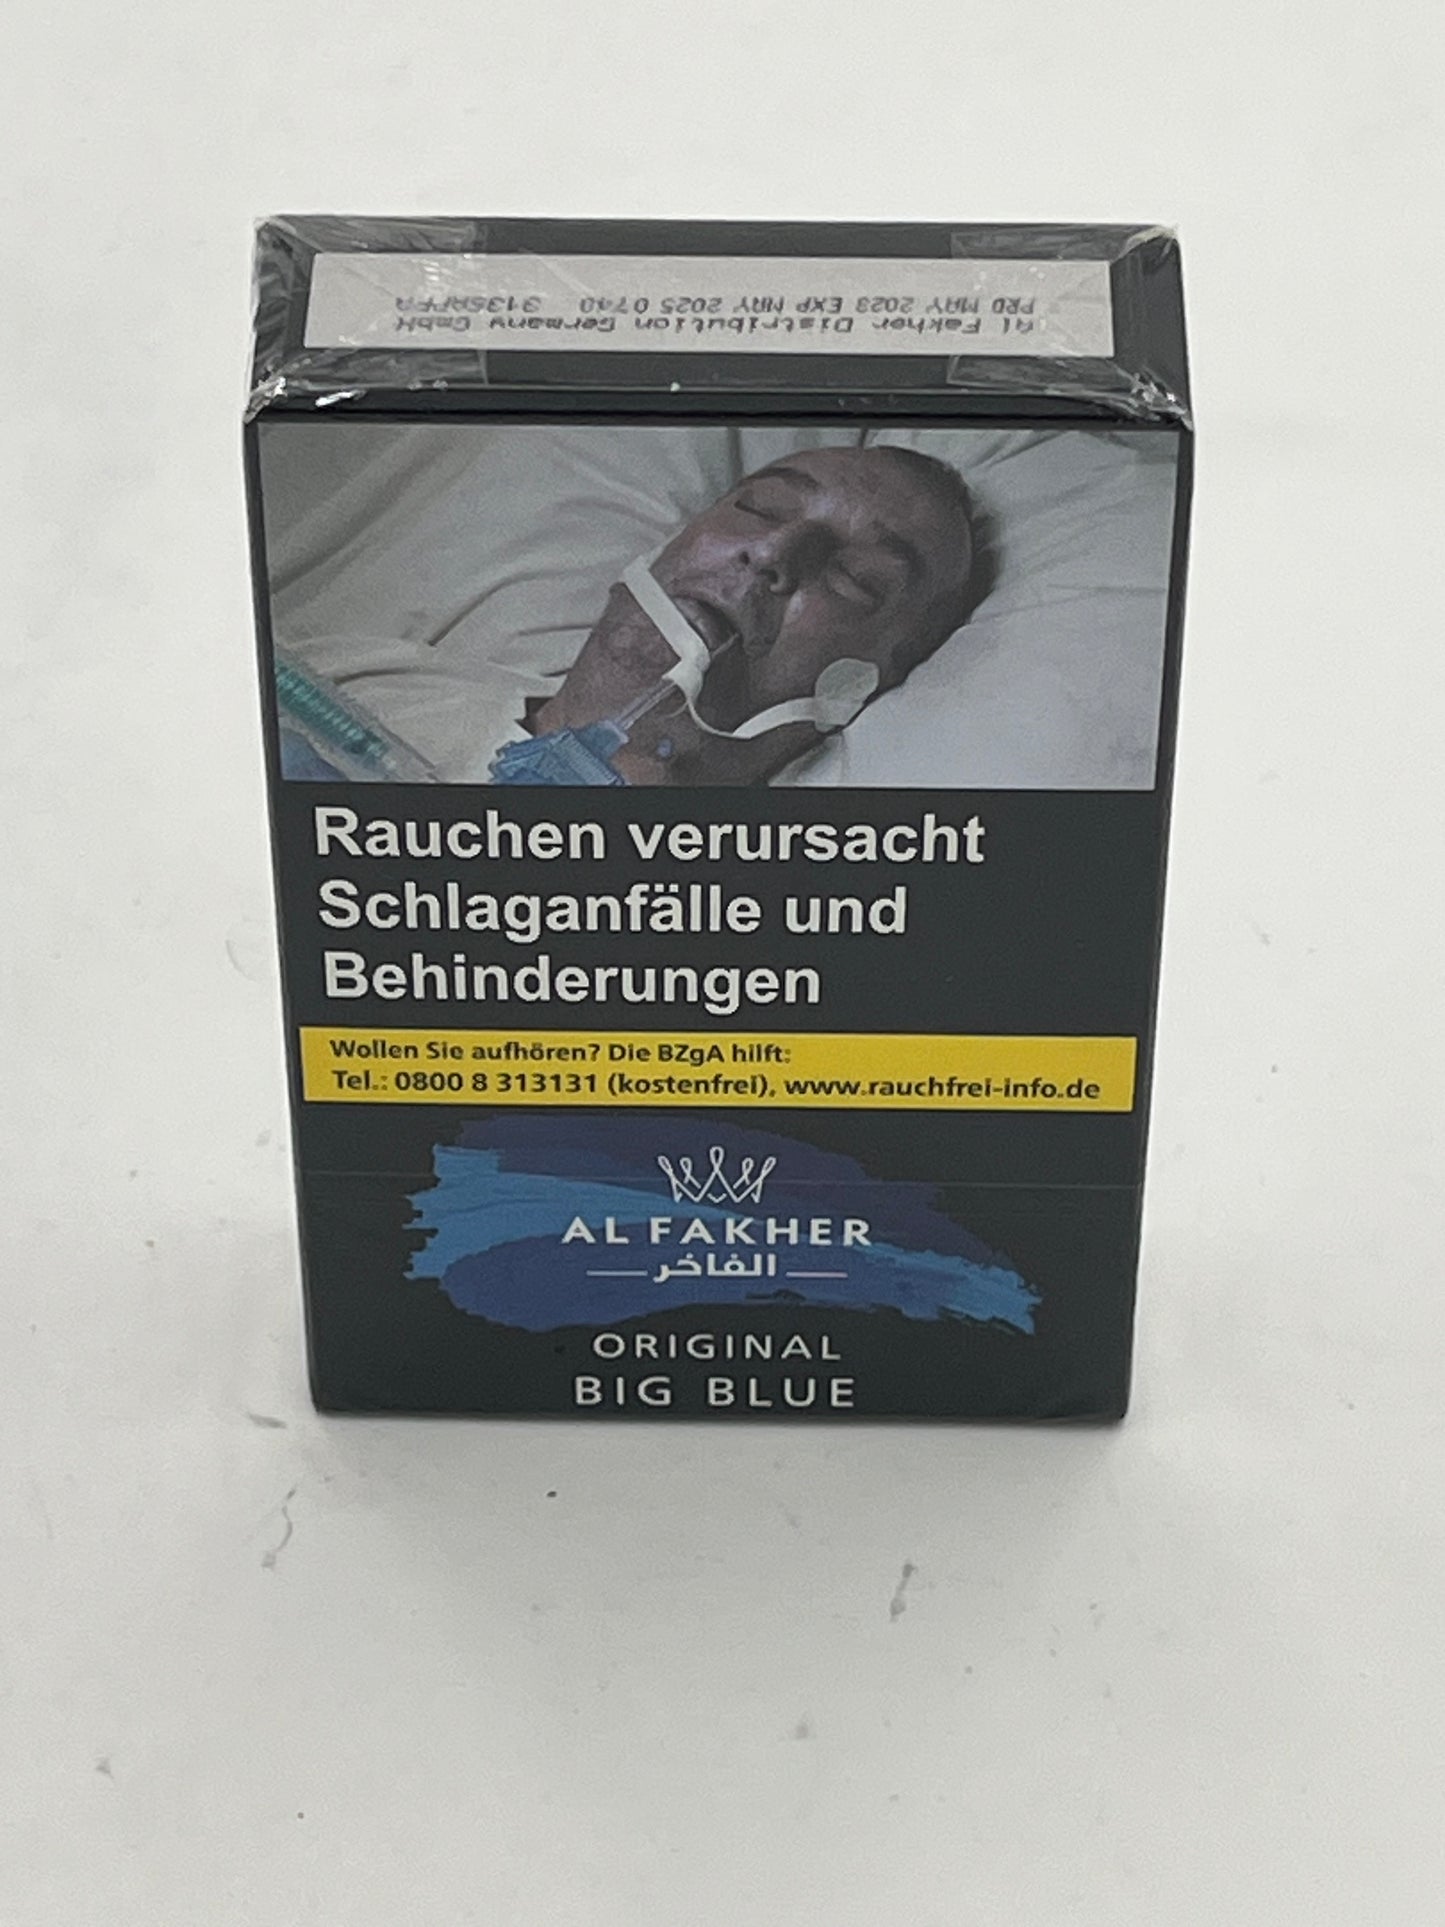 Al Fakher Distribution Germany GmbH
PRD MAY 2023 EXP MAY 2025 0740
Rauchen verursacht
Schlaganfälle und
Behinderungen
Wollen Sie aufhören? Die BZgA hilft:
Tel.: 0800 8 313131 (kostenfrei), www.rauchfrei-info.de
AL FAKHER
الفاخر
ORIGINAL
BIG BLUE